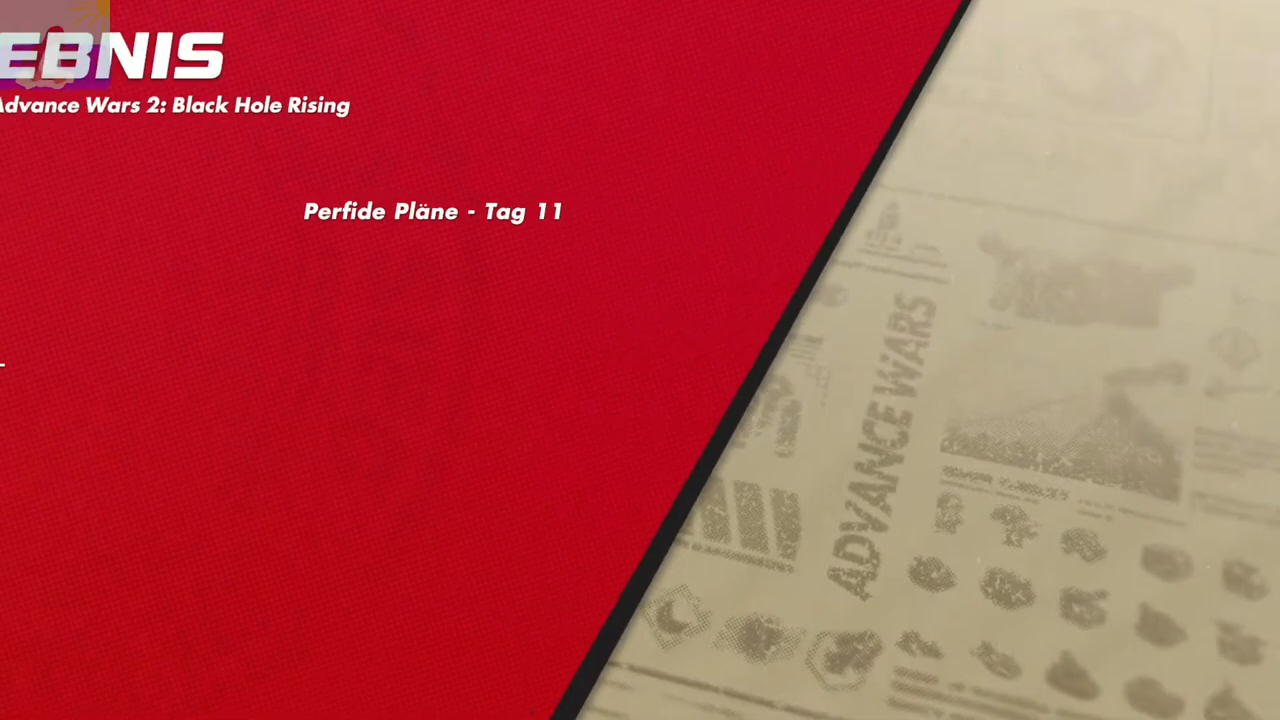 EBNIS
Advance Wars 2: Black Hole Rising
Perfide Pläne - Tag 11
ADVANCE WARS